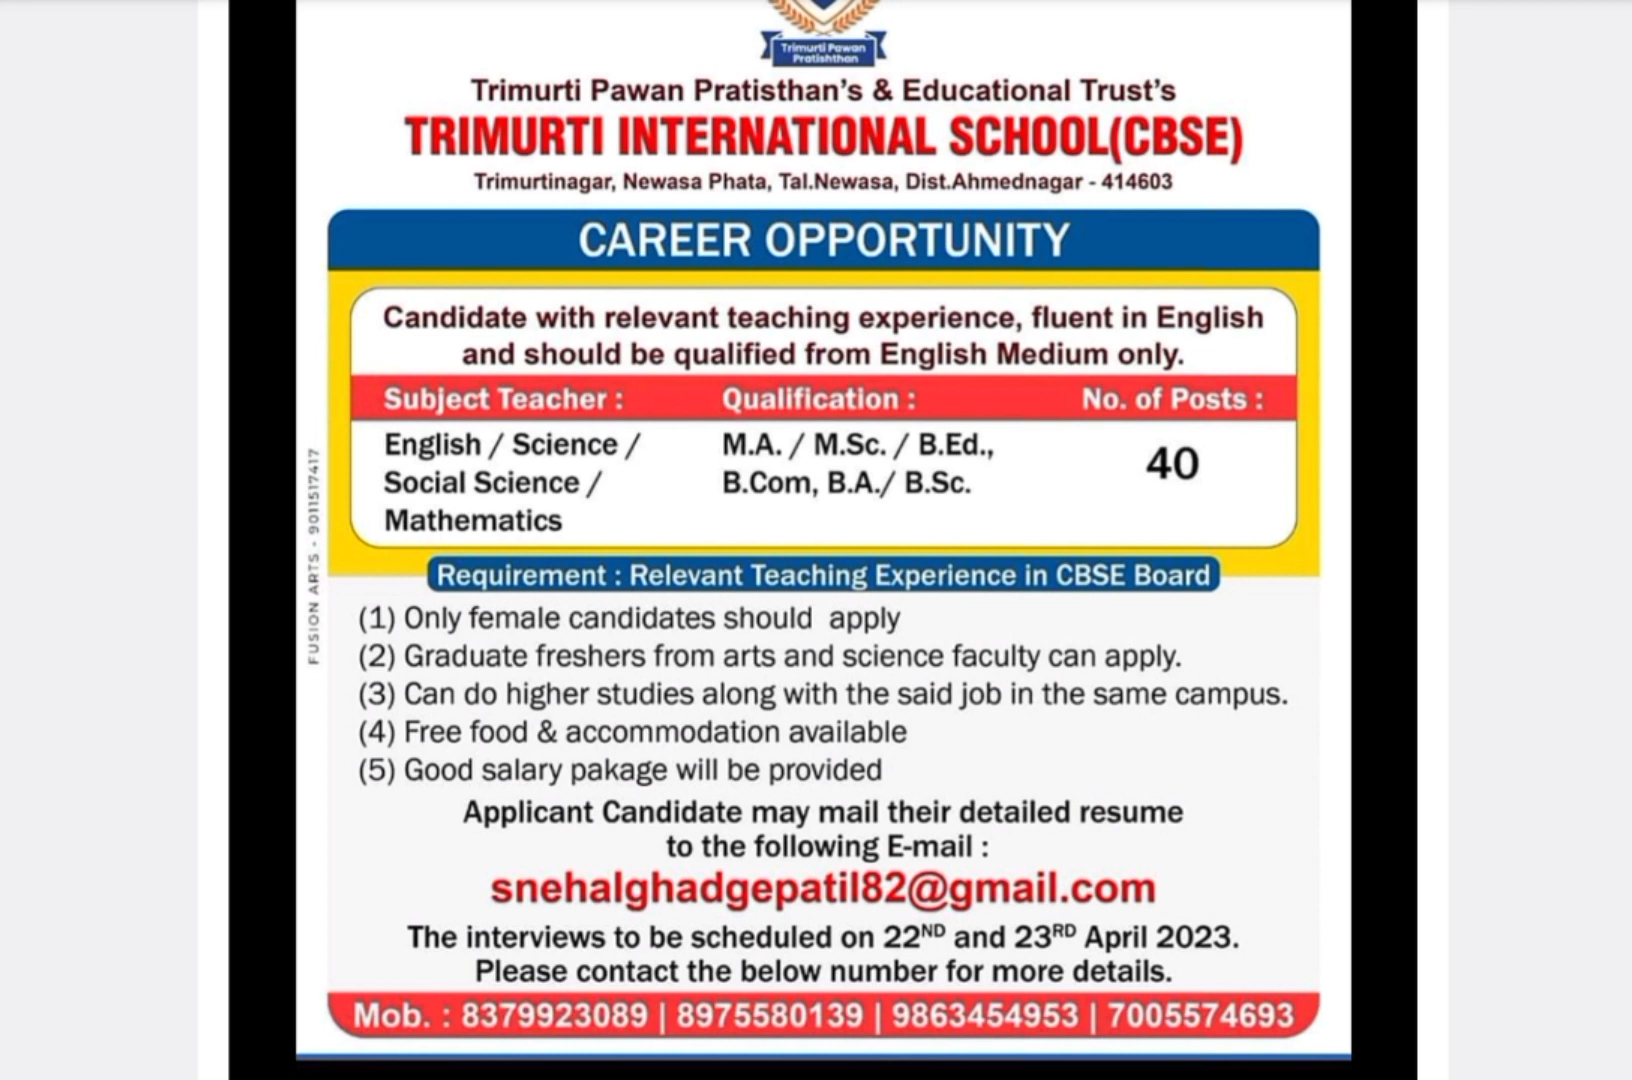 Trimurti Pawan
Pratishthan
Trimurti Pawan Pratisthan's & Educational Trust's
TRIMURTI INTERNATIONAL SCHOOL(CBSE)
Trimurtinagar, Newasa Phata, Tal.Newasa, Dist.Ahmednagar - 414603
CAREER OPPORTUNITY
Candidate with relevant teaching experience, fluent in English
and should be qualified from English Medium only.
Subject Teacher : Qualification : No. of Posts :
English / Science / M.A. / M.Sc. / B.Ed., 40
Social Science / B.Com, B.A./ B.Sc.
Mathematics
Requirement : Relevant Teaching Experience in CBSE Board
(1) Only female candidates should apply
(2) Graduate freshers from arts and science faculty can apply.
(3) Can do higher studies along with the said job in the same campus.
(4) Free food & accommodation available
(5) Good salary pakage will be provided
Applicant Candidate may mail their detailed resume
to the following E-mail :
snehalghadgepatil82@gmail.com
The interviews to be scheduled on 22ND and 23RD April 2023.
Please contact the below number for more details.
Mob. : 8379923089 | 8975580139 | 9863454953 | 7005574693
FUSION ARTS - 9011517417